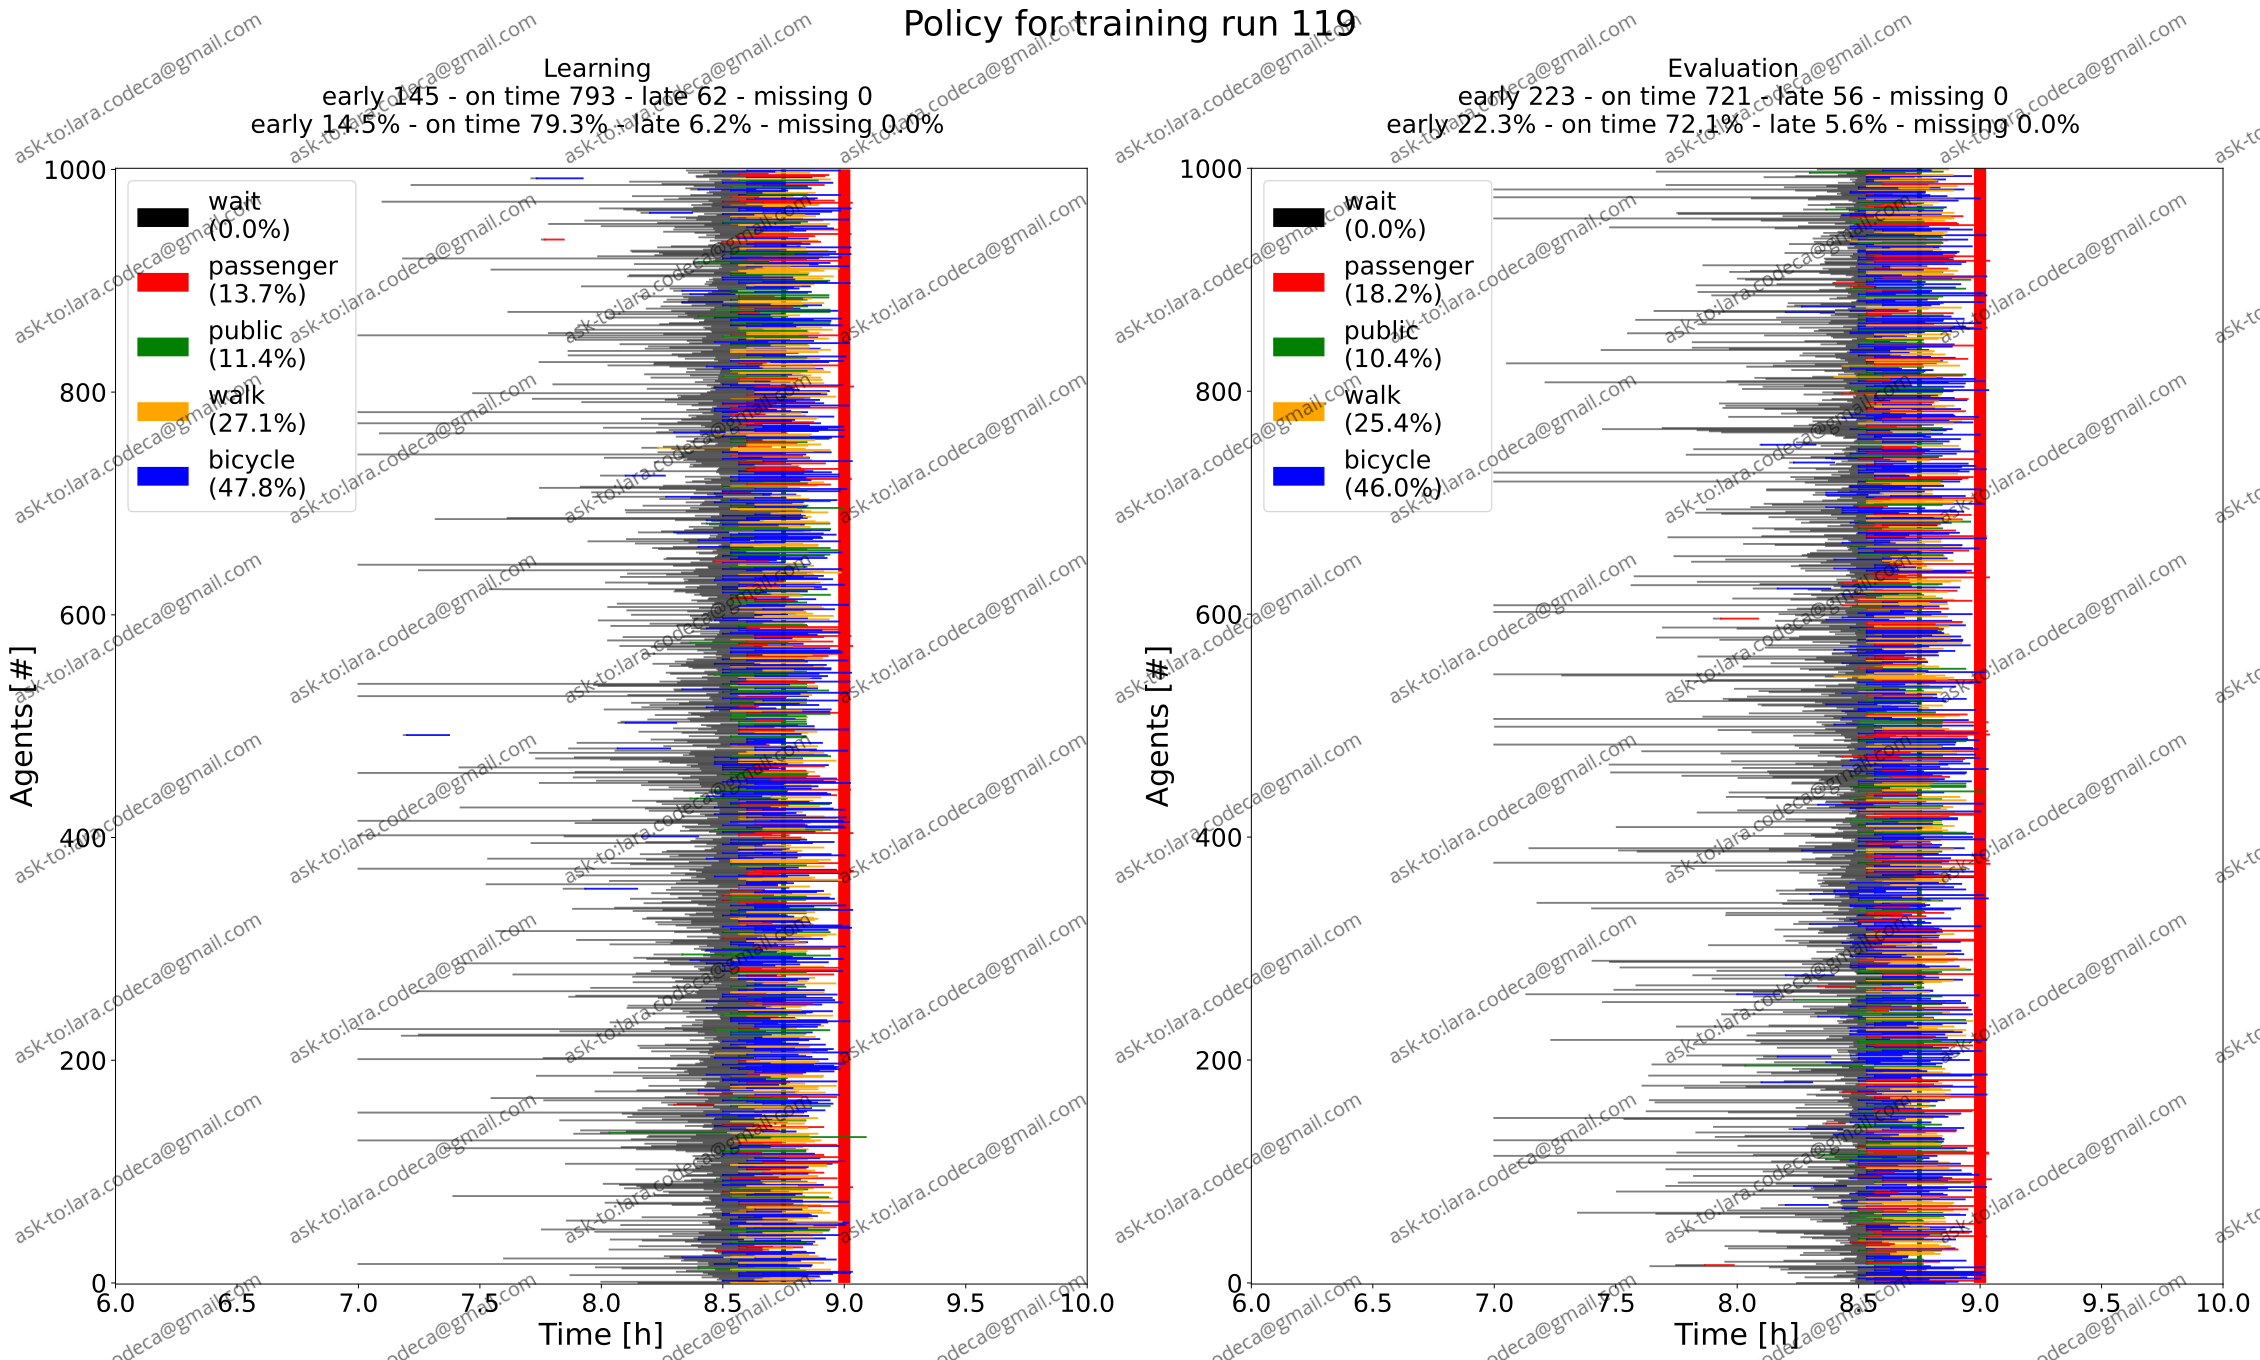 Policy for training run 119
Learning
early 145 - on time 793 - late 62 - missing 0
early 14.5% - on time 79.3% - late 6.2% - missing 0.0%
wait
(0.0%)
passenger
(13.7%)
public
(11.4%)
walk
(27.1%)
bicycle
(47.8%)
Agents [#]
1000
800
600
400
200
0
6.0 6.5 7.0 7.5 8.0 8.5 9.0 9.5 10.0
Time [h]
Evaluation
early 223 - on time 721 - late 56 - missing 0
early 22.3% - on time 72.1% - late 5.6% - missing 0.0%
wait
(0.0%)
passenger
(18.2%)
public
(10.4%)
walk
(25.4%)
bicycle
(46.0%)
Agents [#]
1000
800
600
400
200
0
6.0 6.5 7.0 7.5 8.0 8.5 9.0 9.5 10.0
Time [h]
ask-to:lara.codeca@gmail.com